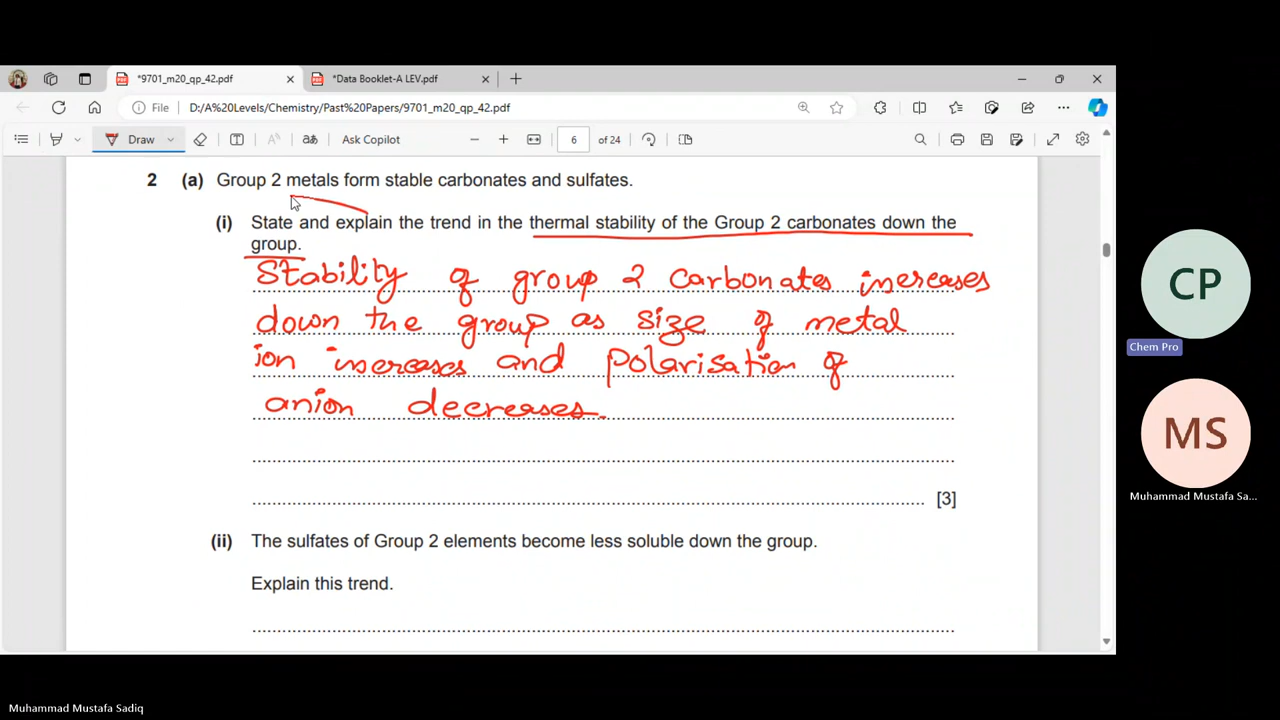 *9701_m20_qp_42.pdf
*Data Booklet-A LEV.pdf
File D:/A%20Levels/Chemistry/Past%20Papers/9701_m20_qp_42.pdf
Draw aあ Ask Copilot 6 of 24
2 (a) Group 2 metals form stable carbonates and sulfates.
(i) State and explain the trend in the thermal stability of the Group 2 carbonates down the
group.
Stability of group 2 carbonates increases
down the group as size of metal
ion increases and polarisation of
anion decreases.
[3]
(ii) The sulfates of Group 2 elements become less soluble down the group.
Explain this trend.
CP
Chem Pro
MS
Muhammad Mustafa Sa...
Muhammad Mustafa Sadiq